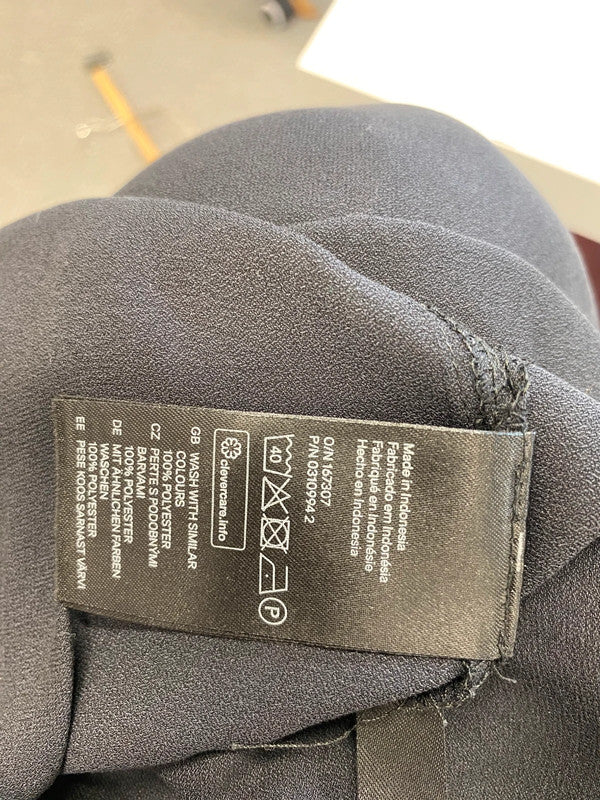 Made in Indonesia
Fabricado em Indonésia
Fabriqué en Indonésie
Hecho en Indonesia
O/N 167307
P/N 0310994 2
40
P
clevercare.info
GB WASH WITH SIMILAR
COLOURS
100% POLYESTER
CZ PERTE S PODOBNÝMI
BARVAMI
100% POLYESTER
DE MIT ÄHNLICHEN FARBEN
WASCHEN
100% POLYESTER
EE PESE KOOS SARNAST VÄRVI